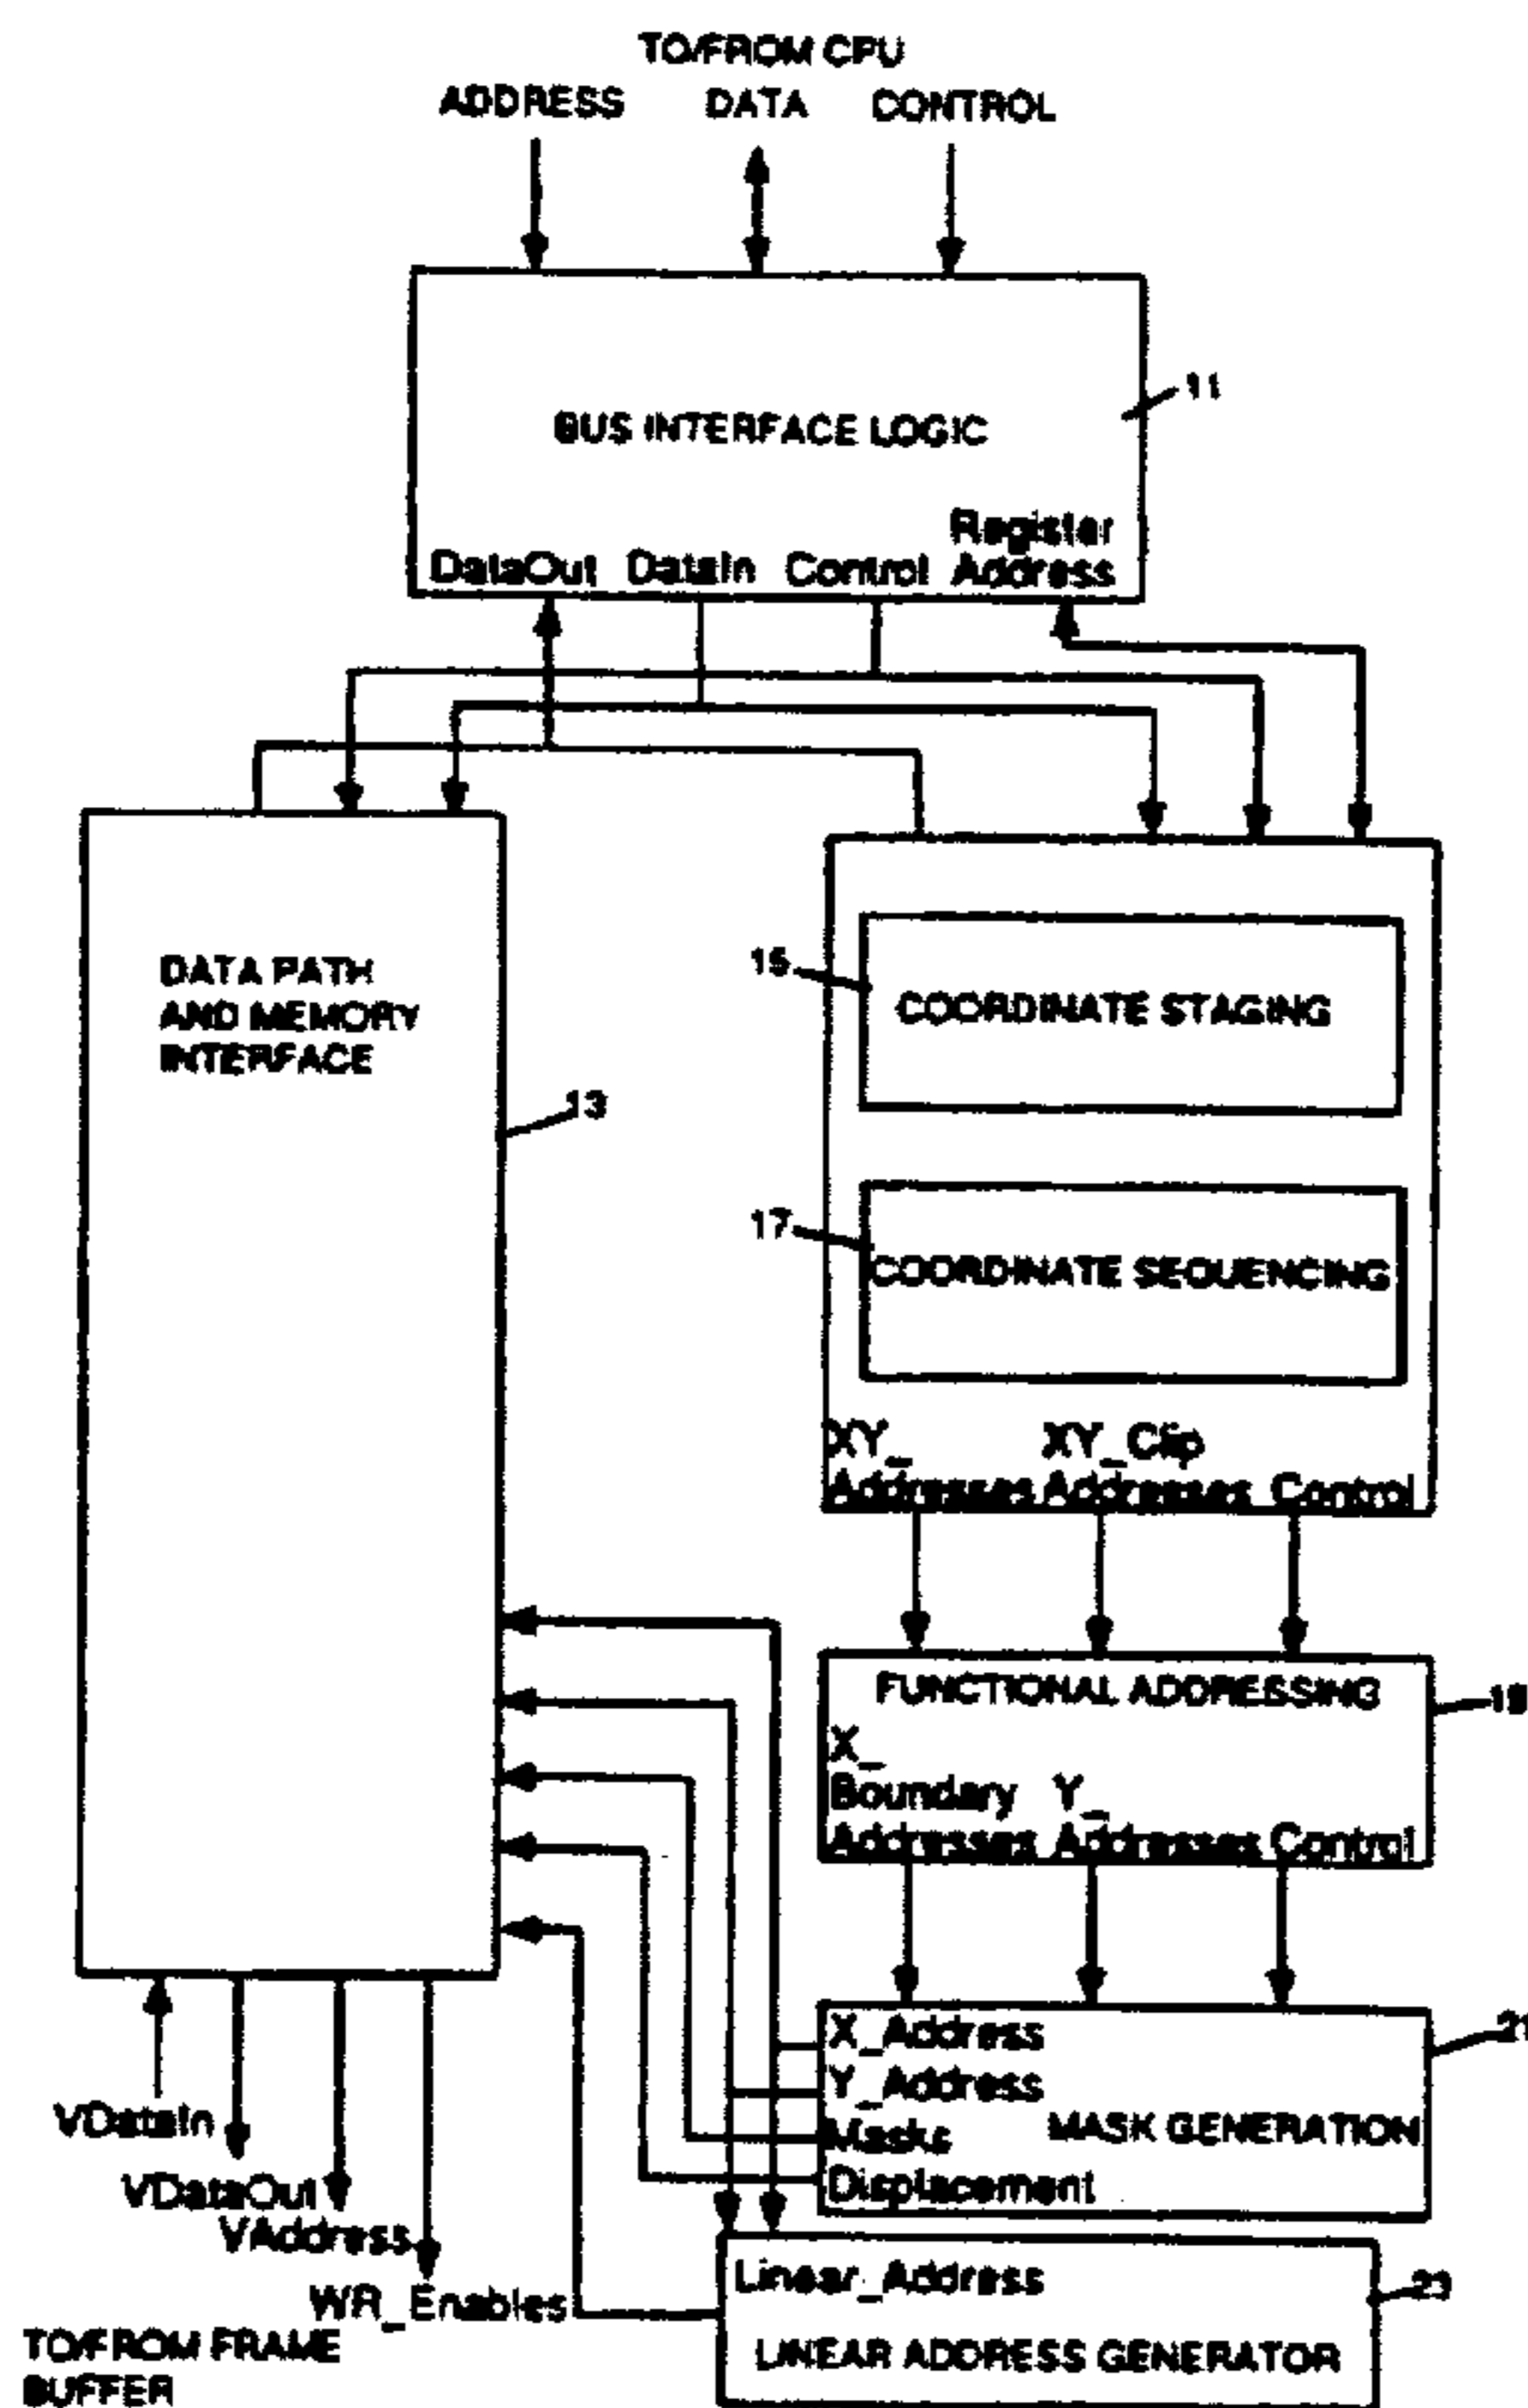 TO/FROM CPU
ADDRESS DATA CONTROL
11
BUS INTERFACE LOGIC
Register
DataOut DataIn Control Address
DATA PATH
AND MEMORY
INTERFACE
13
15
COORDINATE STAGING
17
COORDINATE SEQUENCING
XY_ XY_Clip
Addresses Addresses Control
FUNCTIONAL ADDRESSING
19
X_
Boundary Y_
Addresses Addresses Control
X_Address
21
Y_Address
Masks MASK GENERATION
Displacement
VDataIn
VDataOut
VAddress
WR_Enables
Linear_Address
23
LINEAR ADDRESS GENERATOR
TO/FROM FRAME
BUFFER